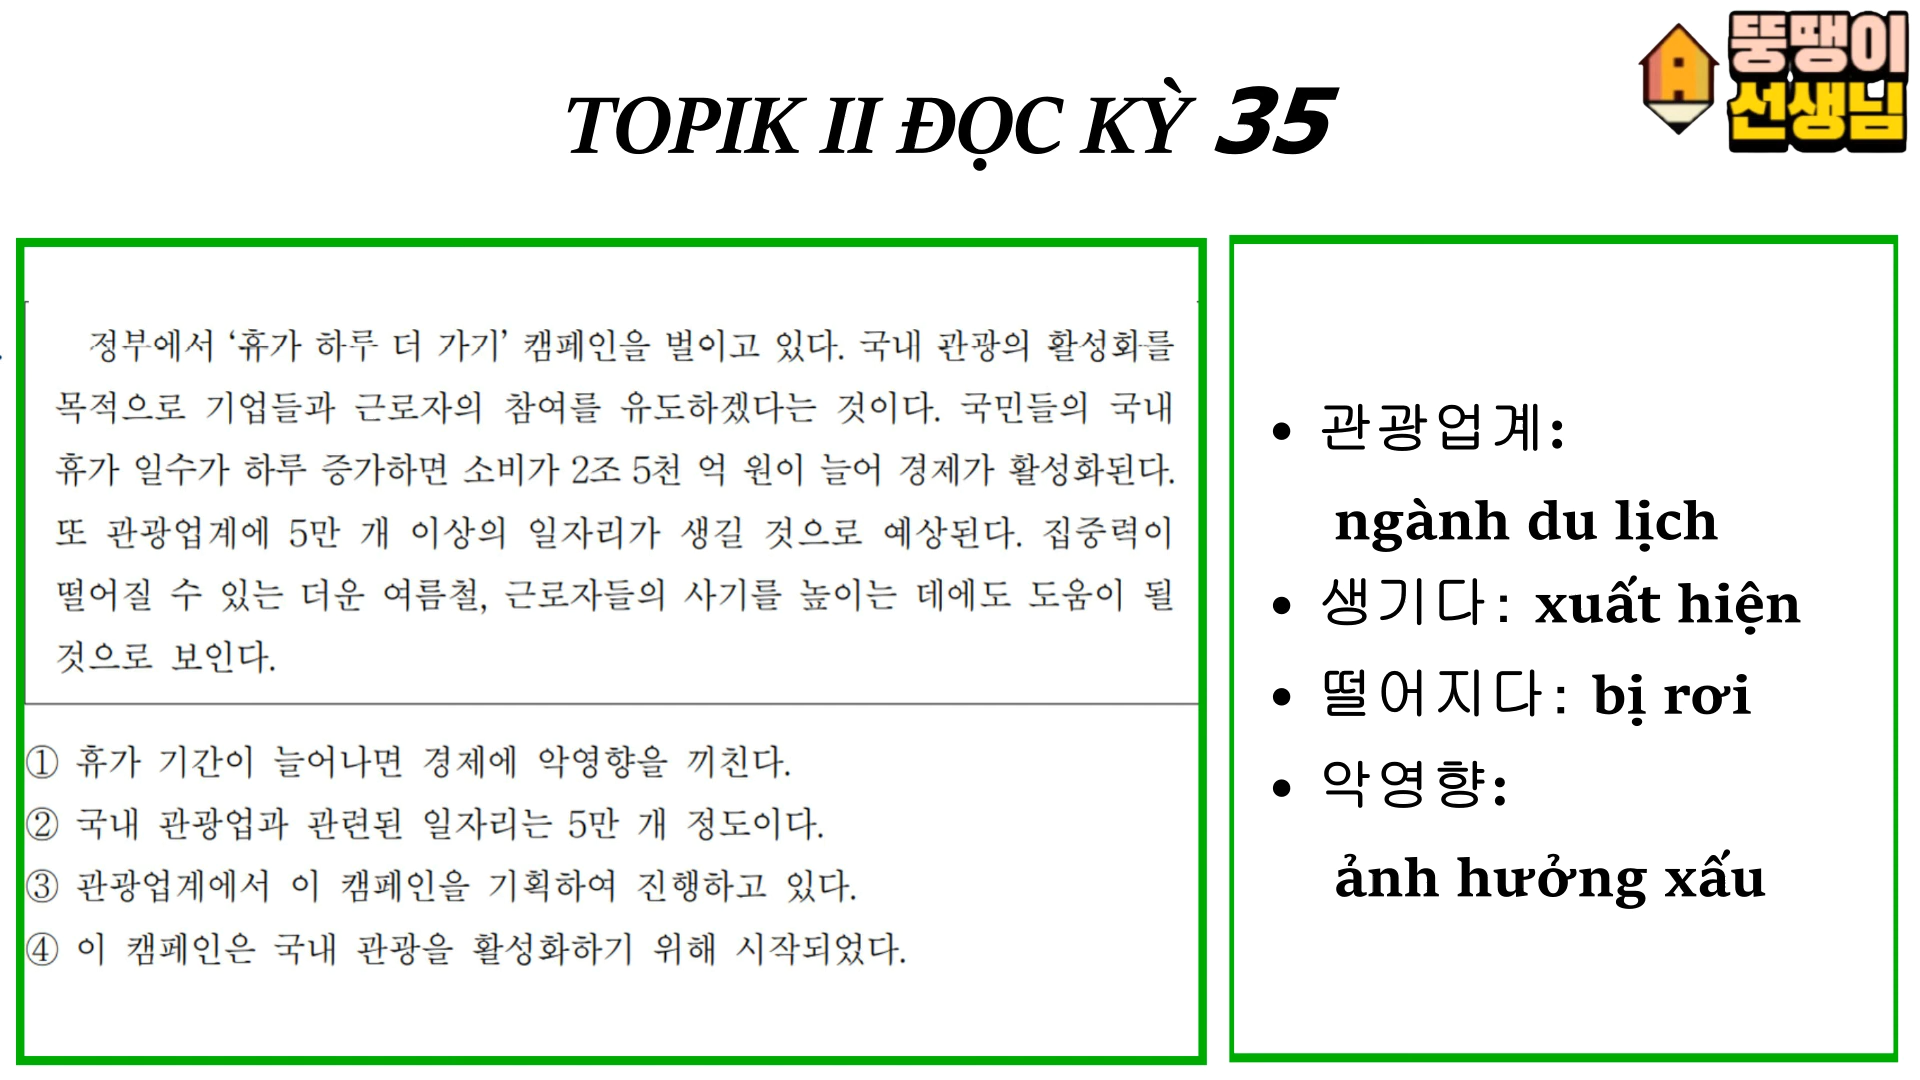 뚱땡이
선생님
TOPIK II ĐỌC KỲ 35
정부에서 ‘휴가 하루 더 가기’ 캠페인을 벌이고 있다. 국내 관광의 활성화를
목적으로 기업들과 근로자의 참여를 유도하겠다는 것이다. 국민들의 국내
휴가 일수가 하루 증가하면 소비가 2조 5천 억 원이 늘어 경제가 활성화된다.
또 관광업계에 5만 개 이상의 일자리가 생길 것으로 예상된다. 집중력이
떨어질 수 있는 더운 여름철, 근로자들의 사기를 높이는 데에도 도움이 될
것으로 보인다.
① 휴가 기간이 늘어나면 경제에 악영향을 끼친다.
② 국내 관광업과 관련된 일자리는 5만 개 정도이다.
③ 관광업계에서 이 캠페인을 기획하여 진행하고 있다.
④ 이 캠페인은 국내 관광을 활성화하기 위해 시작되었다.
• 관광업계:
ngành du lịch
• 생기다: xuất hiện
• 떨어지다: bị rơi
• 악영향:
ảnh hưởng xấu